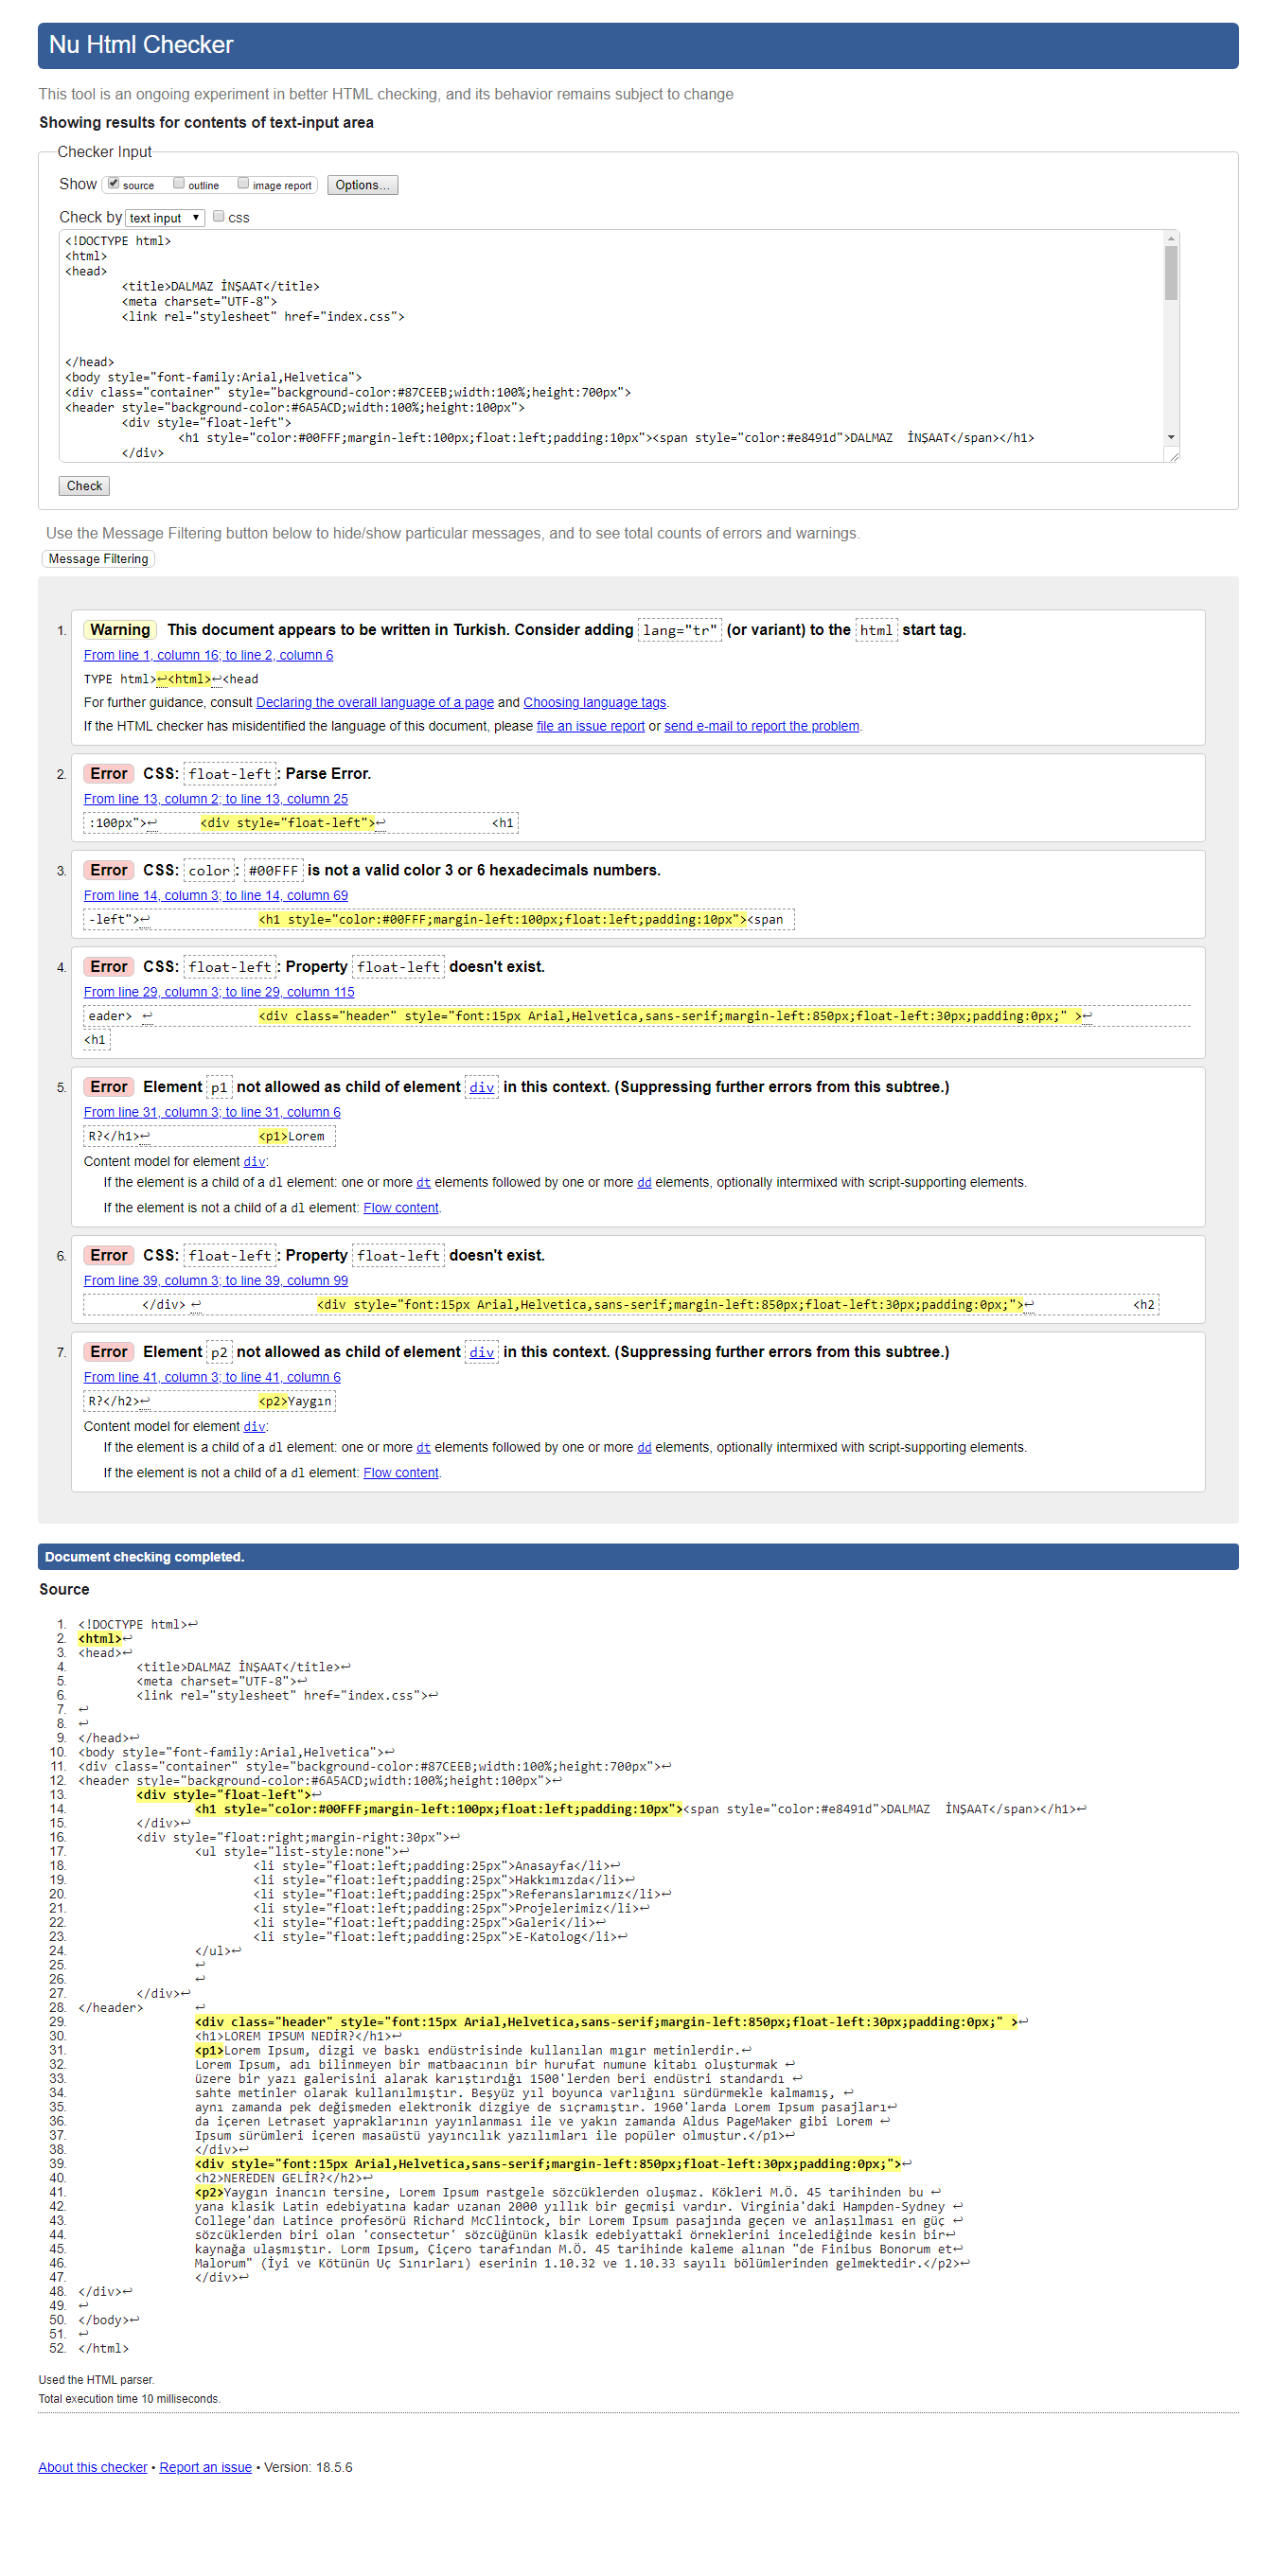 Nu Html Checker
This tool is an ongoing experiment in better HTML checking, and its behavior remains subject to change
Showing results for contents of text-input area
Checker Input
Show source outline image report Options...
Check by text input css
<!DOCTYPE html>
<html>
<head>
<title>DALMAZ İNŞAAT</title>
<meta charset="UTF-8">
<link rel="stylesheet" href="index.css">
</head>
<body style="font-family:Arial,Helvetica">
<div class="container" style="background-color:#87CEEB;width:100%;height:700px">
<header style="background-color:#6A5ACD;width:100%;height:100px">
<div style="float-left">
<h1 style="color:#00FFF;margin-left:100px;float:left;padding:10px"><span style="color:#e8491d">DALMAZ  İNŞAAT</span></h1>
</div>
Check
Use the Message Filtering button below to hide/show particular messages, and to see total counts of errors and warnings.
Message Filtering
1. Warning This document appears to be written in Turkish. Consider adding lang="tr" (or variant) to the html start tag.
From line 1, column 16; to line 2, column 6
TYPE html>↩<html>↩<head
For further guidance, consult Declaring the overall language of a page and Choosing language tags.
If the HTML checker has misidentified the language of this document, please file an issue report or send e-mail to report the problem.
2. Error CSS: float-left: Parse Error.
From line 13, column 2; to line 13, column 25
:100px">↩ <div style="float-left">↩ <h1
3. Error CSS: color: #00FFF is not a valid color 3 or 6 hexadecimals numbers.
From line 14, column 3; to line 14, column 69
-left">↩ <h1 style="color:#00FFF;margin-left:100px;float:left;padding:10px"><span
4. Error CSS: float-left: Property float-left doesn't exist.
From line 29, column 3; to line 29, column 115
eader> ↩ <div class="header" style="font:15px Arial,Helvetica,sans-serif;margin-left:850px;float-left:30px;padding:0px;" >↩
<h1
5. Error Element p1 not allowed as child of element div in this context. (Suppressing further errors from this subtree.)
From line 31, column 3; to line 31, column 6
R?</h1>↩ <p1>Lorem
Content model for element div:
If the element is a child of a dl element: one or more dt elements followed by one or more dd elements, optionally intermixed with script-supporting elements.
If the element is not a child of a dl element: Flow content.
6. Error CSS: float-left: Property float-left doesn't exist.
From line 39, column 3; to line 39, column 99
</div> ↩ <div style="font:15px Arial,Helvetica,sans-serif;margin-left:850px;float-left:30px;padding:0px;">↩ <h2
7. Error Element p2 not allowed as child of element div in this context. (Suppressing further errors from this subtree.)
From line 41, column 3; to line 41, column 6
R?</h2>↩ <p2>Yaygın
Content model for element div:
If the element is a child of a dl element: one or more dt elements followed by one or more dd elements, optionally intermixed with script-supporting elements.
If the element is not a child of a dl element: Flow content.
Document checking completed.
Source
1. <!DOCTYPE html>↩
2. <html>↩
3. <head>↩
4. <title>DALMAZ İNŞAAT</title>↩
5. <meta charset="UTF-8">↩
6. <link rel="stylesheet" href="index.css">↩
7. ↩
8. ↩
9. </head>↩
10. <body style="font-family:Arial,Helvetica">↩
11. <div class="container" style="background-color:#87CEEB;width:100%;height:700px">↩
12. <header style="background-color:#6A5ACD;width:100%;height:100px">↩
13. <div style="float-left">↩
14. <h1 style="color:#00FFF;margin-left:100px;float:left;padding:10px"><span style="color:#e8491d">DALMAZ  İNŞAAT</span></h1>↩
15. </div>↩
16. <div style="float:right;margin-right:30px">↩
17. <ul style="list-style:none">↩
18. <li style="float:left;padding:25px">Anasayfa</li>↩
19. <li style="float:left;padding:25px">Hakkımızda</li>↩
20. <li style="float:left;padding:25px">Referanslarımız</li>↩
21. <li style="float:left;padding:25px">Projelerimiz</li>↩
22. <li style="float:left;padding:25px">Galeri</li>↩
23. <li style="float:left;padding:25px">E-Katolog</li>↩
24. </ul>↩
25. ↩
26. ↩
27. </div>↩
28. </header> ↩
29. <div class="header" style="font:15px Arial,Helvetica,sans-serif;margin-left:850px;float-left:30px;padding:0px;" >↩
30. <h1>LOREM IPSUM NEDİR?</h1>↩
31. <p1>Lorem Ipsum, dizgi ve baskı endüstrisinde kullanılan mıgır metinlerdir.↩
32. Lorem Ipsum, adı bilinmeyen bir matbaacının bir hurufat numune kitabı oluşturmak ↩
33. üzere bir yazı galerisini alarak karıştırdığı 1500'lerden beri endüstri standardı ↩
34. sahte metinler olarak kullanılmıştır. Beşyüz yıl boyunca varlığını sürdürmekle kalmamış, ↩
35. aynı zamanda pek değişmeden elektronik dizgiye de sıçramıştır. 1960'larda Lorem Ipsum pasajları↩
36. da içeren Letraset yapraklarının yayınlanması ile ve yakın zamanda Aldus PageMaker gibi Lorem ↩
37. Ipsum sürümleri içeren masaüstü yayıncılık yazılımları ile popüler olmuştur.</p1>↩
38. </div>↩
39. <div style="font:15px Arial,Helvetica,sans-serif;margin-left:850px;float-left:30px;padding:0px;">↩
40. <h2>NEREDEN GELİR?</h2>↩
41. <p2>Yaygın inancın tersine, Lorem Ipsum rastgele sözcüklerden oluşmaz. Kökleri M.Ö. 45 tarihinden bu ↩
42. yana klasik Latin edebiyatına kadar uzanan 2000 yıllık bir geçmişi vardır. Virginia'daki Hampden-Sydney ↩
43. College'dan Latince profesörü Richard McClintock, bir Lorem Ipsum pasajında geçen ve anlaşılması en güç ↩
44. sözcüklerden biri olan 'consectetur' sözcüğünün klasik edebiyattaki örneklerini incelediğinde kesin bir↩
45. kaynağa ulaşmıştır. Lorm Ipsum, Çiçero tarafından M.Ö. 45 tarihinde kaleme alınan "de Finibus Bonorum et↩
46. Malorum" (İyi ve Kötünün Uç Sınırları) eserinin 1.10.32 ve 1.10.33 sayılı bölümlerinden gelmektedir.</p2>↩
47. </div>↩
48. </div>↩
49. ↩
50. </body>↩
51. ↩
52. </html>
Used the HTML parser.
Total execution time 10 milliseconds.
About this checker • Report an issue • Version: 18.5.6